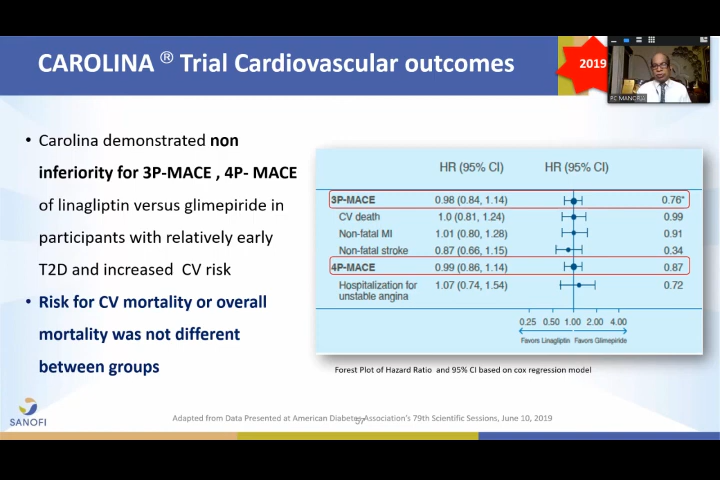 CAROLINA ® Trial Cardiovascular outcomes
2019
• Carolina demonstrated non
inferiority for 3P-MACE , 4P- MACE
of linagliptin versus glimepiride in
participants with relatively early
T2D and increased CV risk
• Risk for CV mortality or overall
mortality was not different
between groups
HR (95% CI) HR (95% CI)
3P-MACE 0.98 (0.84, 1.14) 0.76*
CV death 1.0 (0.81, 1.24) 0.99
Non-fatal MI 1.01 (0.80, 1.28) 0.91
Non-fatal stroke 0.87 (0.66, 1.15) 0.34
4P-MACE 0.99 (0.86, 1.14) 0.87
Hospitalization for 1.07 (0.74, 1.54) 0.72
unstable angina
0.25 0.50 1.00 2.00 4.00
Favors Linagliptin Favors Glimepiride
Forest Plot of Hazard Ratio and 95% CI based on cox regression model
SANOFI
Adapted from Data Presented at American Diabetes Association's 79th Scientific Sessions, June 10, 2019
57